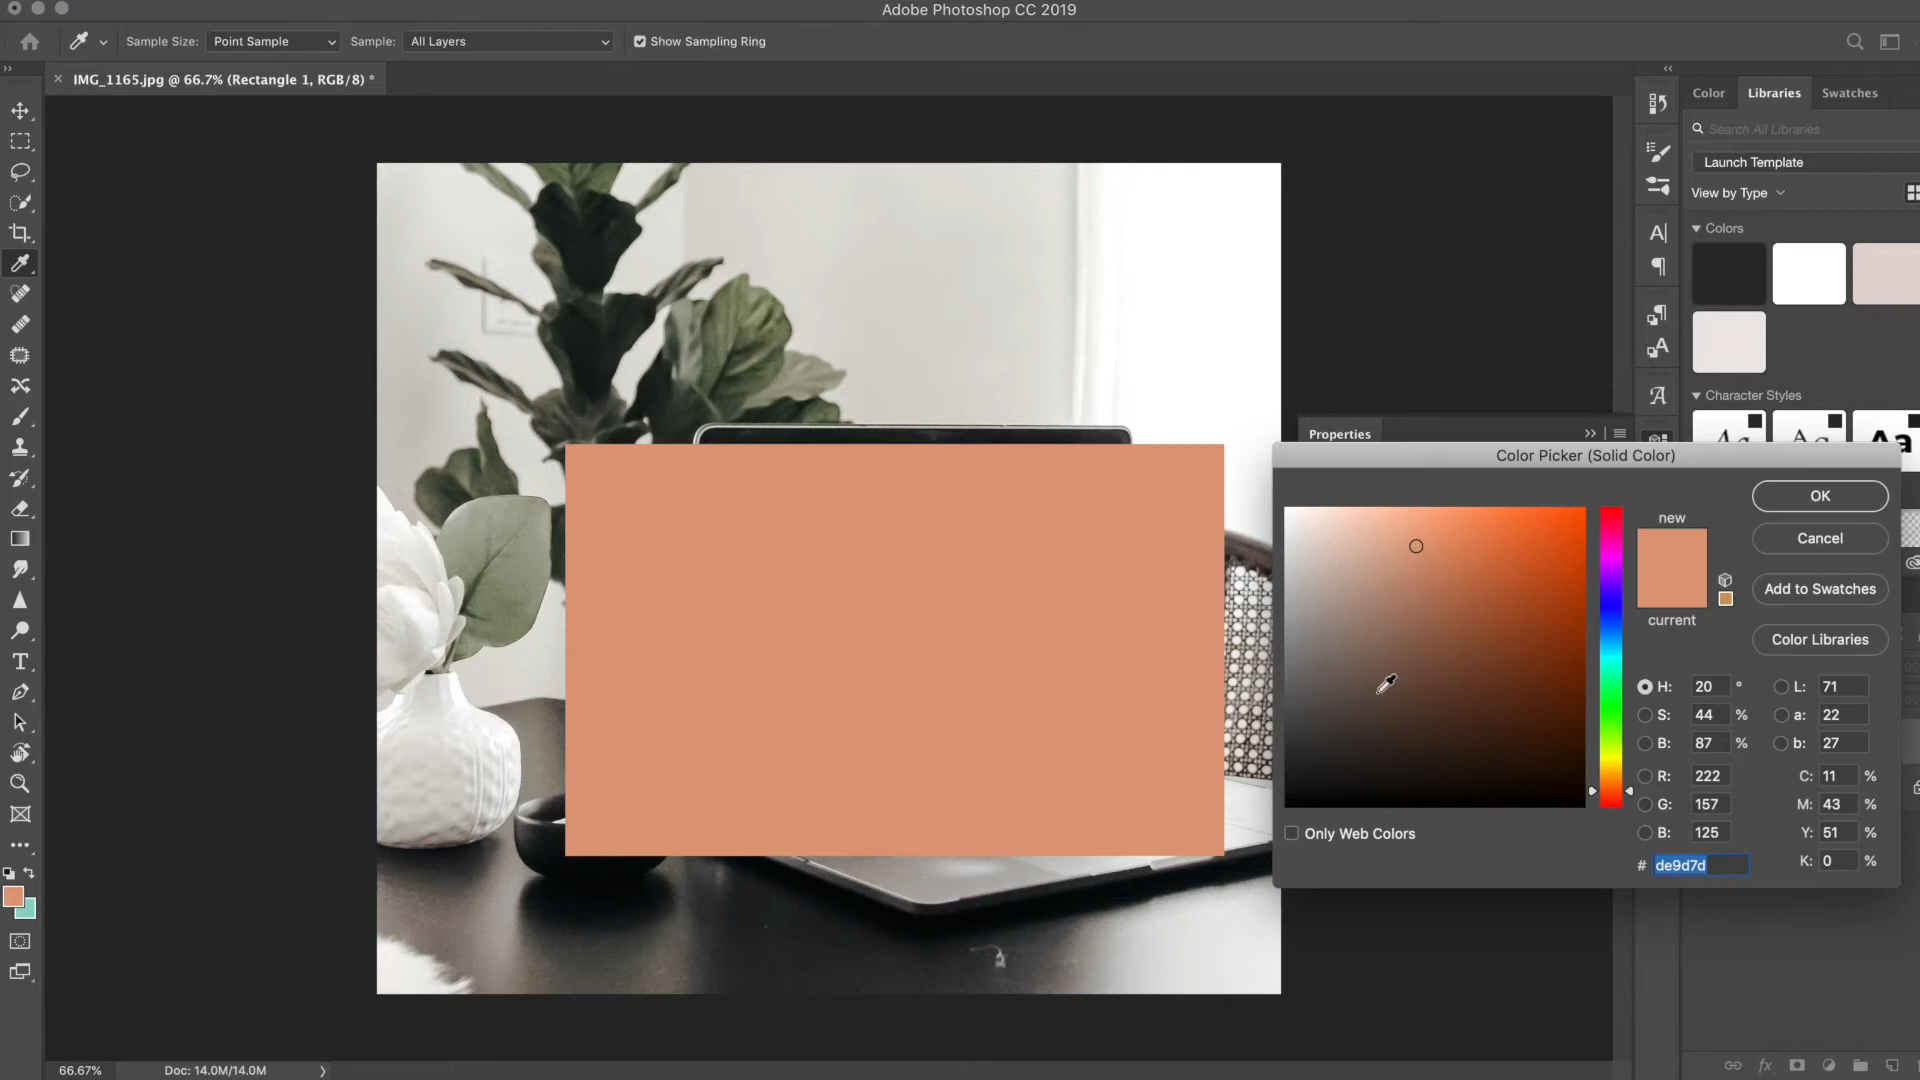 Adobe Photoshop CC 2019
Sample Size: Point Sample Sample: All Layers Show Sampling Ring
IMG_1165.jpg @ 66.7% (Rectangle 1, RGB/8) *
Color Libraries Swatches
Search All Libraries
Launch Template
View by Type
Colors
Character Styles
Ag Ag Aa
Properties
Color Picker (Solid Color)
new
current
OK
Cancel
Add to Swatches
Color Libraries
H: 20 ° L: 71
S: 44 % a: 22
B: 87 % b: 27
R: 222 C: 11 %
G: 157 M: 43 %
B: 125 Y: 51 %
# de9d7d K: 0 %
Only Web Colors
66.67% Doc: 14.0M/14.0M